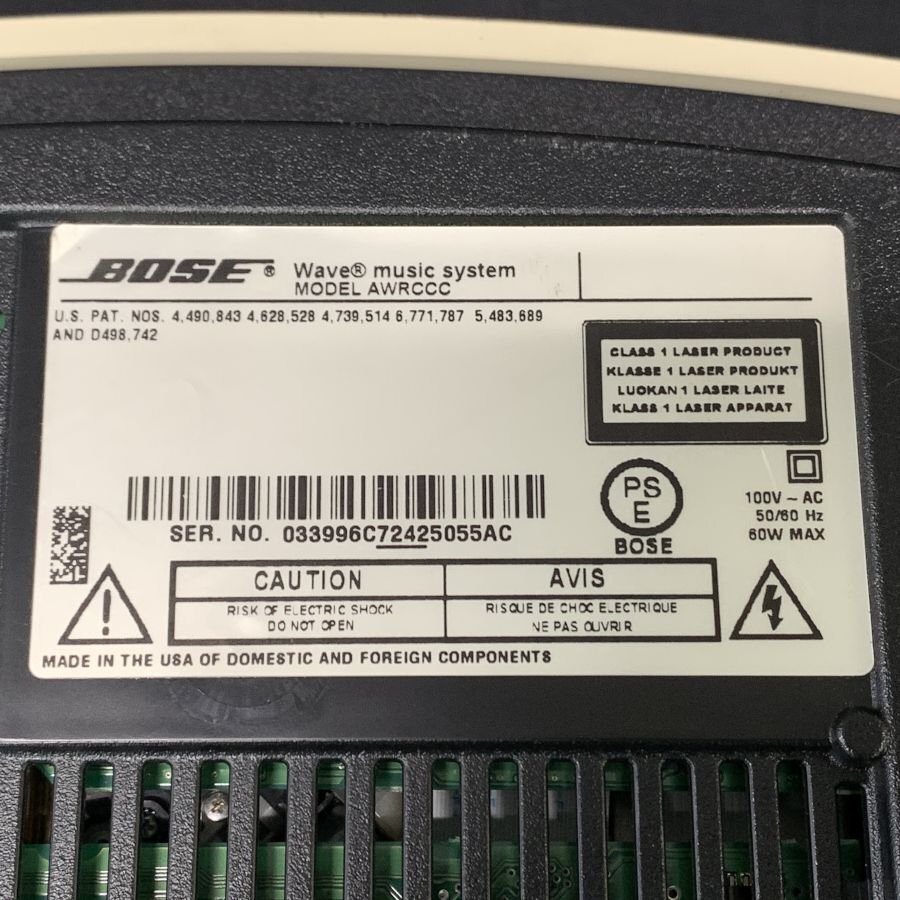 BOSE® Wave® music system
MODEL AWRCCC
U.S. PAT. NOS. 4,490,843 4,628,528 4,739,514 6,771,787 5,483,689
AND D498,742
CLASS 1 LASER PRODUCT
KLASSE 1 LASER PRODUKT
LUOKAN 1 LASER LAITE
KLASS 1 LASER APPARAT
SER. NO. 033996C72425055AC
PS
E
BOSE
100V ~ AC
50/60 Hz
60W MAX
CAUTION
RISK OF ELECTRIC SHOCK
DO NOT OPEN
AVIS
RISQUE DE CHOC ELECTRIQUE
NE PAS OUVRIR
MADE IN THE USA OF DOMESTIC AND FOREIGN COMPONENTS